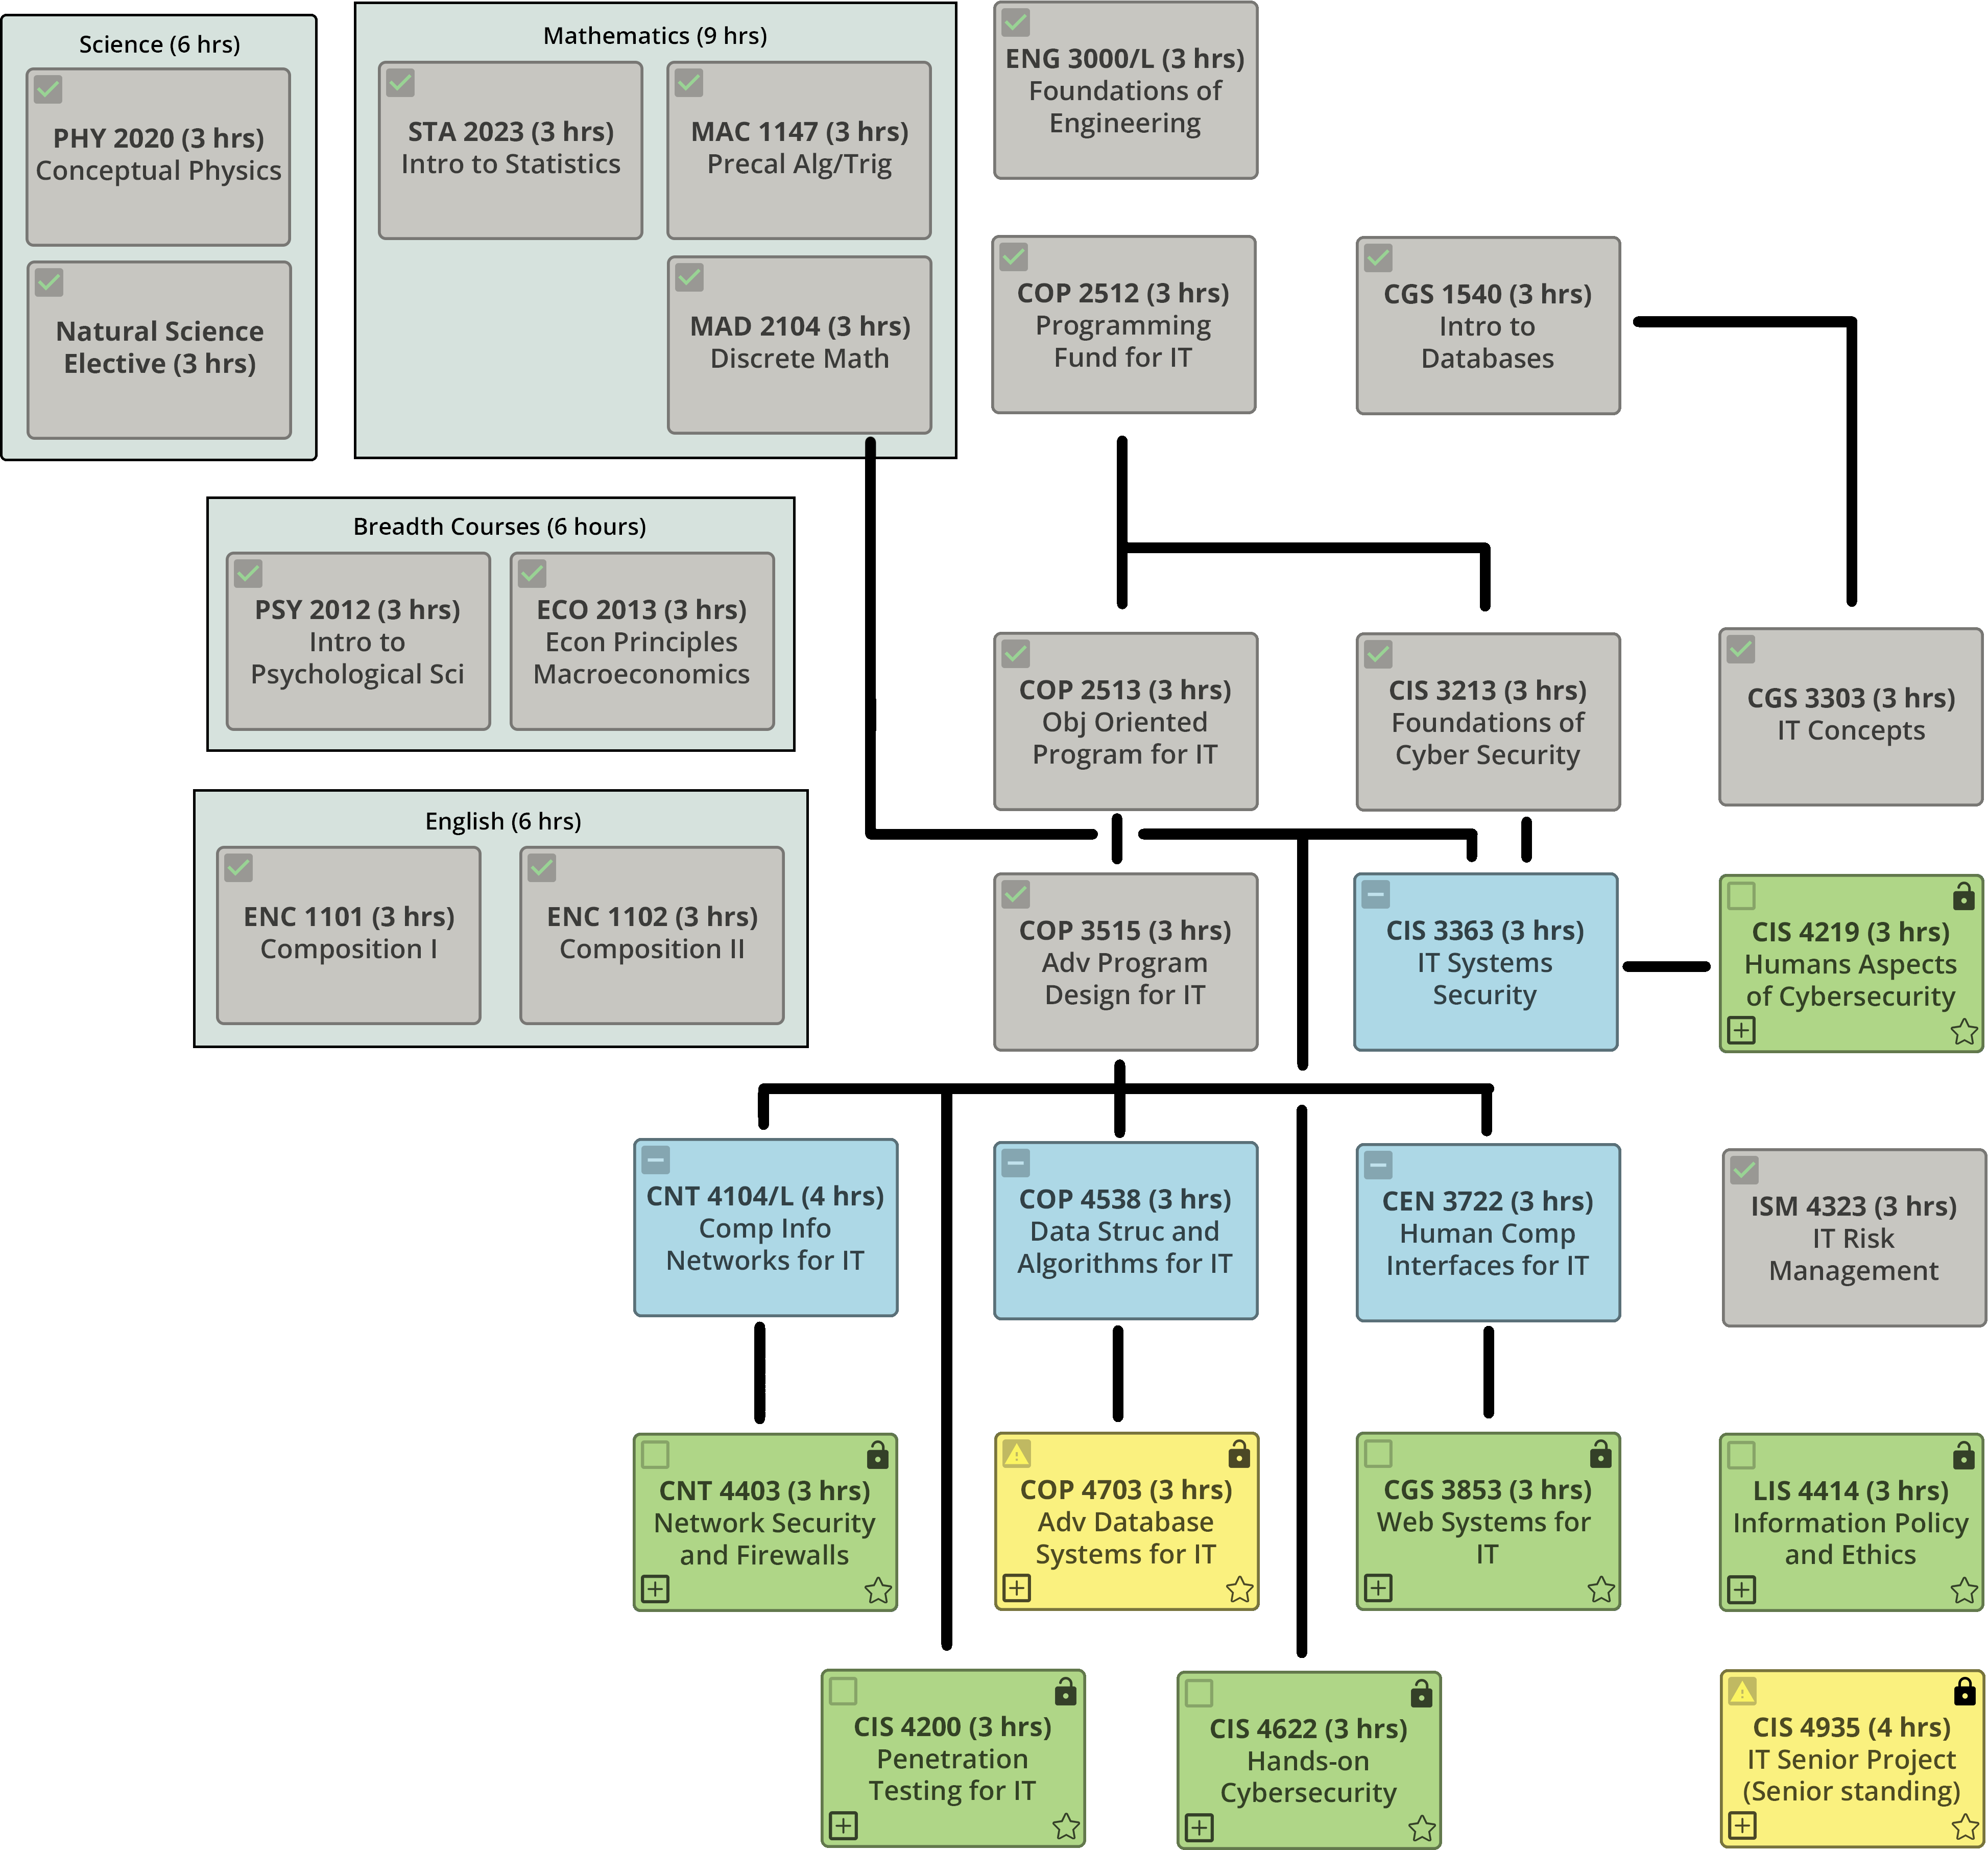 Science (6 hrs)
PHY 2020 (3 hrs)
Conceptual Physics
Natural Science
Elective (3 hrs)
Mathematics (9 hrs)
STA 2023 (3 hrs)
Intro to Statistics
MAC 1147 (3 hrs)
Precal Alg/Trig
MAD 2104 (3 hrs)
Discrete Math
ENG 3000/L (3 hrs)
Foundations of
Engineering
COP 2512 (3 hrs)
Programming
Fund for IT
CGS 1540 (3 hrs)
Intro to
Databases
Breadth Courses (6 hours)
PSY 2012 (3 hrs)
Intro to
Psychological Sci
ECO 2013 (3 hrs)
Econ Principles
Macroeconomics
COP 2513 (3 hrs)
Obj Oriented
Program for IT
CIS 3213 (3 hrs)
Foundations of
Cyber Security
CGS 3303 (3 hrs)
IT Concepts
English (6 hrs)
ENC 1101 (3 hrs)
Composition I
ENC 1102 (3 hrs)
Composition II
COP 3515 (3 hrs)
Adv Program
Design for IT
CIS 3363 (3 hrs)
IT Systems
Security
CIS 4219 (3 hrs)
Humans Aspects
of Cybersecurity
CNT 4104/L (4 hrs)
Comp Info
Networks for IT
COP 4538 (3 hrs)
Data Struc and
Algorithms for IT
CEN 3722 (3 hrs)
Human Comp
Interfaces for IT
ISM 4323 (3 hrs)
IT Risk
Management
CNT 4403 (3 hrs)
Network Security
and Firewalls
COP 4703 (3 hrs)
Adv Database
Systems for IT
CGS 3853 (3 hrs)
Web Systems for
IT
LIS 4414 (3 hrs)
Information Policy
and Ethics
CIS 4200 (3 hrs)
Penetration
Testing for IT
CIS 4622 (3 hrs)
Hands-on
Cybersecurity
CIS 4935 (4 hrs)
IT Senior Project
(Senior standing)